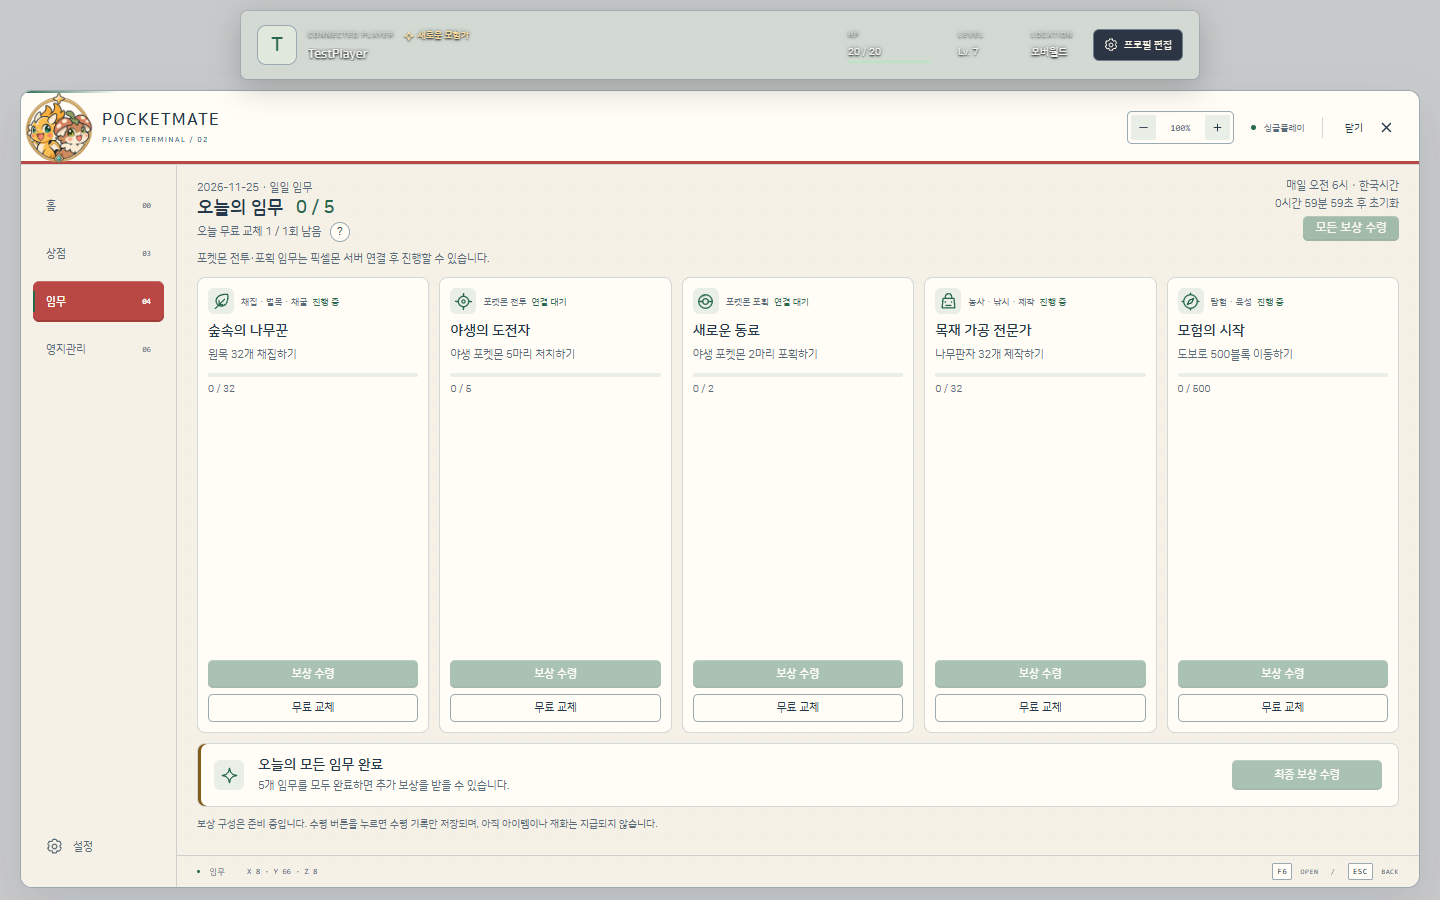 T
CONNECTED PLAYER 새로운 모험가
TestPlayer
HP
20 / 20
LEVEL
Lv. 7
LOCATION
오버월드
프로필 편집
POCKETMATE
PLAYER TERMINAL / 02
− 100% +
싱글플레이
닫기 ×
홈 00
상점 03
임무 04
영지관리 06
설정
2026-11-25 · 일일 임무
오늘의 임무 0 / 5
오늘 무료 교체 1 / 1회 남음 ?
포켓몬 전투·포획 임무는 픽셀몬 서버 연결 후 진행할 수 있습니다.
매일 오전 6시 · 한국시간
0시간 59분 59초 후 초기화
모든 보상 수령
채집 · 벌목 · 채굴 진행 중
숲속의 나무꾼
원목 32개 채집하기
0 / 32
보상 수령
무료 교체
포켓몬 전투 연결 대기
야생의 도전자
야생 포켓몬 5마리 처치하기
0 / 5
보상 수령
무료 교체
포켓몬 포획 연결 대기
새로운 동료
야생 포켓몬 2마리 포획하기
0 / 2
보상 수령
무료 교체
농사 · 낚시 · 제작 진행 중
목재 가공 전문가
나무판자 32개 제작하기
0 / 32
보상 수령
무료 교체
탐험 · 육성 진행 중
모험의 시작
도보로 500블록 이동하기
0 / 500
보상 수령
무료 교체
오늘의 모든 임무 완료
5개 임무를 모두 완료하면 추가 보상을 받을 수 있습니다.
최종 보상 수령
보상 구성은 준비 중입니다. 수령 버튼을 누르면 수령 기록만 저장되며, 아직 아이템이나 재화는 지급되지 않습니다.
임무 X 8 · Y 66 · Z 8
F6 OPEN / ESC BACK